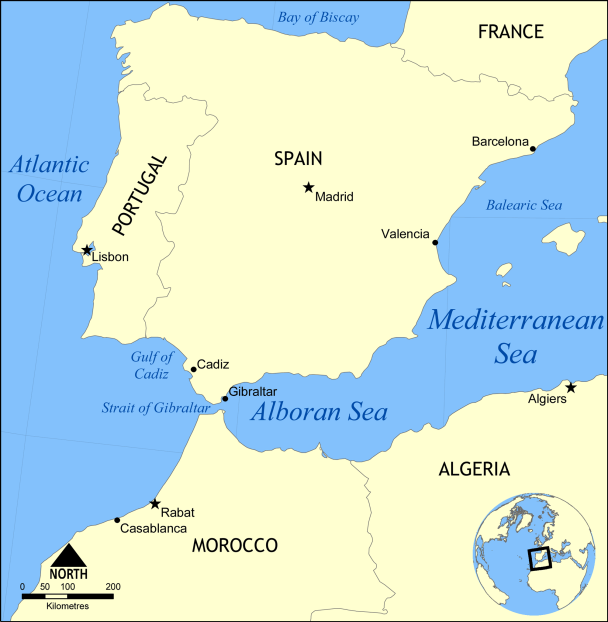 Bay of Biscay
FRANCE
Barcelona
SPAIN
Atlantic
Ocean
PORTUGAL
Madrid
Balearic Sea
Valencia
Lisbon
Mediterranean
Sea
Gulf of
Cadiz
Cadiz
Gibraltar
Algiers
Strait of Gibraltar
Alboran Sea
ALGERIA
Rabat
Casablanca
MOROCCO
NORTH
0 50 100 200
Kilometres